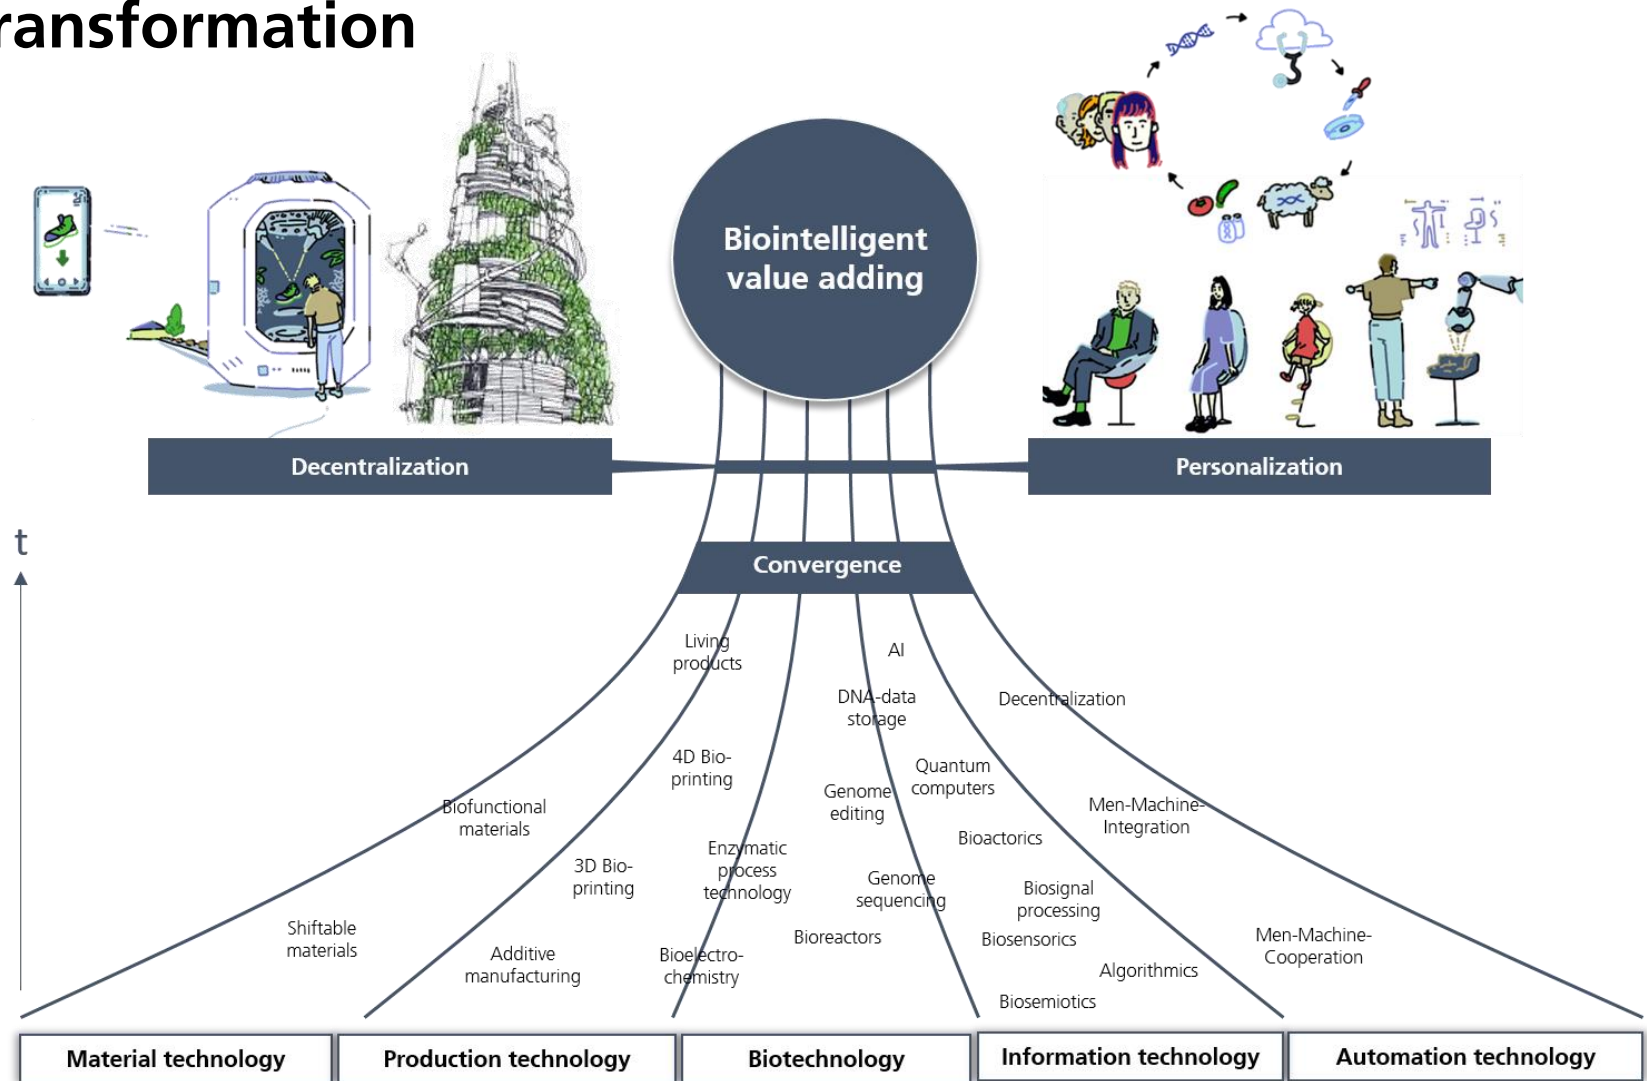 ransformation
Biointelligent
value adding
Decentralization
Personalization
t
Convergence
Living
products
AI
DNA-data
storage
Decentralization
4D Bio-
printing
Quantum
computers
Genome
editing
Biofunctional
materials
Men-Machine-
Integration
Bioactorics
3D Bio-
printing
Enzymatic
process
technology
Genome
sequencing
Biosignal
processing
Shiftable
materials
Additive
manufacturing
Bioelectro-
chemistry
Bioreactors
Biosensorics
Men-Machine-
Cooperation
Algorithmics
Biosemiotics
Material technology
Production technology
Biotechnology
Information technology
Automation technology